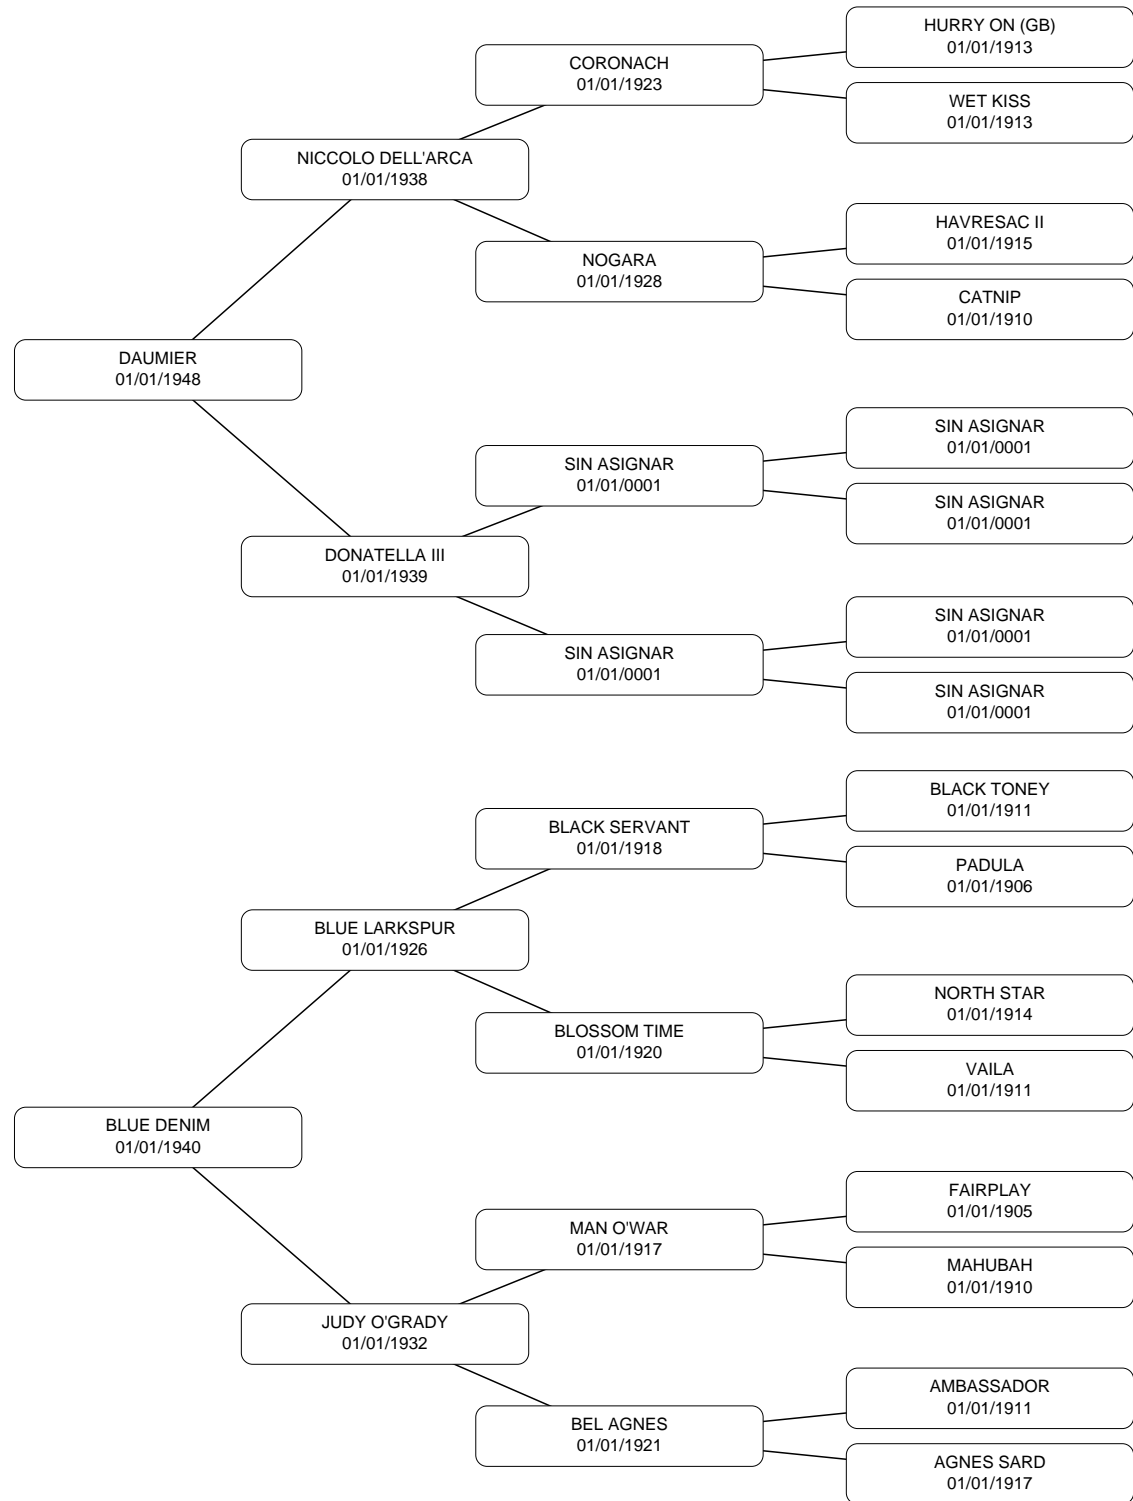 HURRY ON (GB)
01/01/1913
CORONACH
01/01/1923
WET KISS
01/01/1913
NICCOLO DELL'ARCA
01/01/1938
HAVRESAC II
01/01/1915
NOGARA
01/01/1928
CATNIP
01/01/1910
DAUMIER
01/01/1948
SIN ASIGNAR
01/01/0001
SIN ASIGNAR
01/01/0001
SIN ASIGNAR
01/01/0001
DONATELLA III
01/01/1939
SIN ASIGNAR
01/01/0001
SIN ASIGNAR
01/01/0001
SIN ASIGNAR
01/01/0001
BLACK TONEY
01/01/1911
BLACK SERVANT
01/01/1918
PADULA
01/01/1906
BLUE LARKSPUR
01/01/1926
NORTH STAR
01/01/1914
BLOSSOM TIME
01/01/1920
VAILA
01/01/1911
BLUE DENIM
01/01/1940
FAIRPLAY
01/01/1905
MAN O'WAR
01/01/1917
MAHUBAH
01/01/1910
JUDY O'GRADY
01/01/1932
AMBASSADOR
01/01/1911
BEL AGNES
01/01/1921
AGNES SARD
01/01/1917